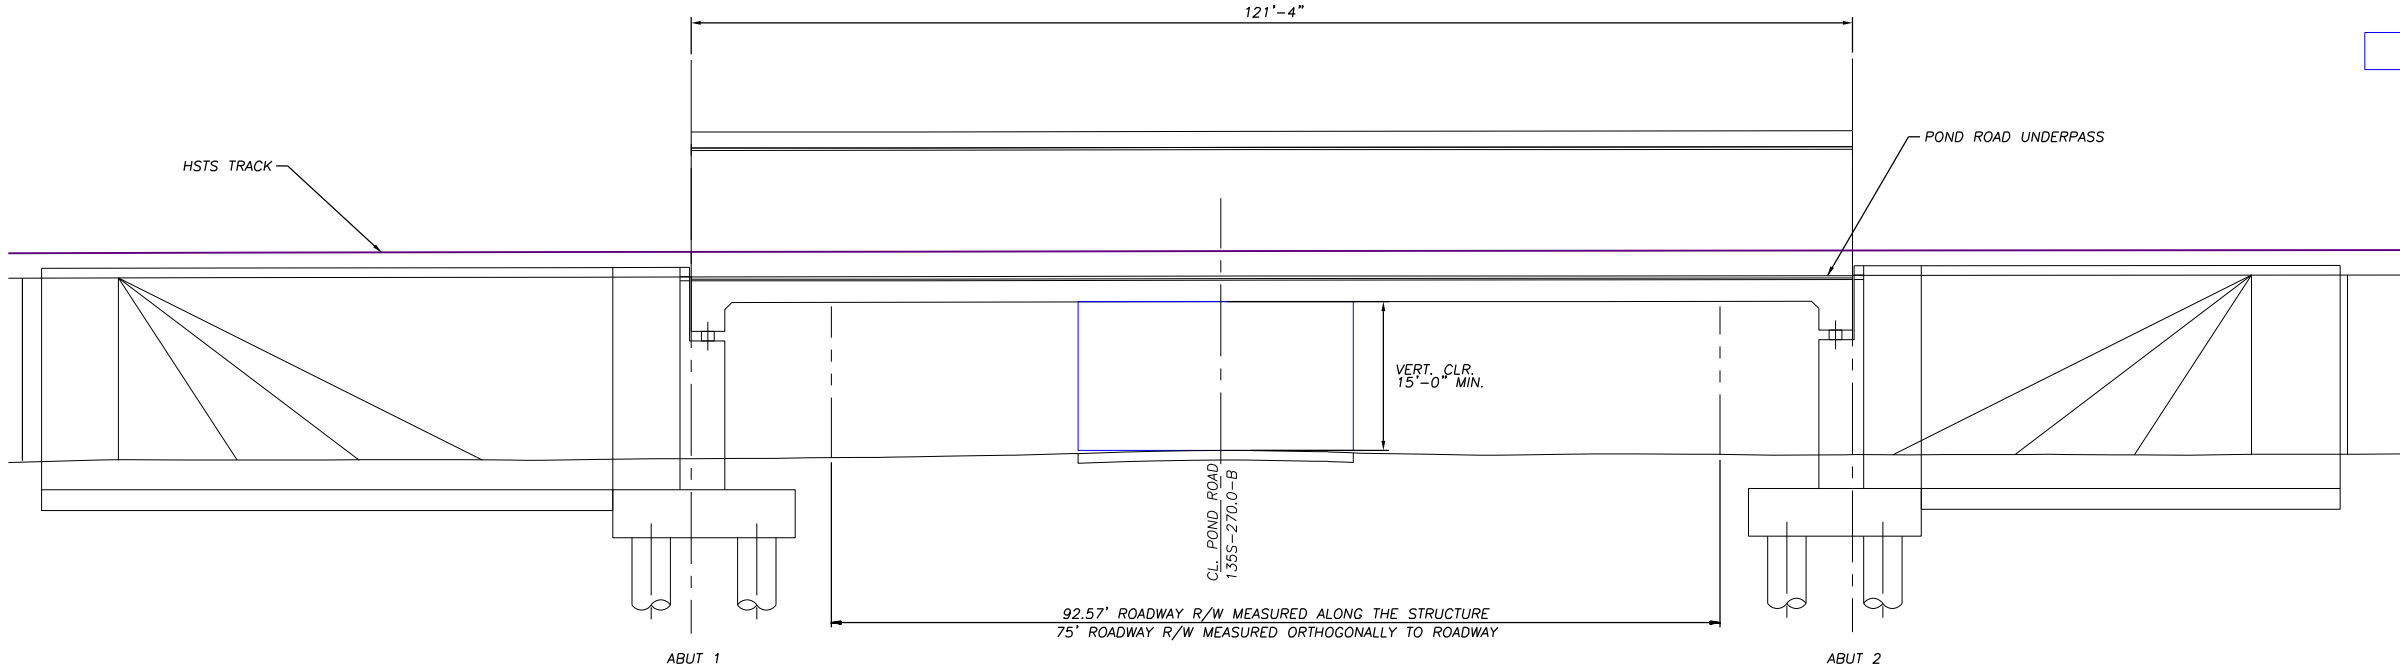 121'-4"
POND ROAD UNDERPASS
HSTS TRACK
VERT. CLR.
15'-0" MIN.
CL. POND ROAD
135S-270.0-B
92.57' ROADWAY R/W MEASURED ALONG THE STRUCTURE
75' ROADWAY R/W MEASURED ORTHOGONALLY TO ROADWAY
ABUT 1
ABUT 2